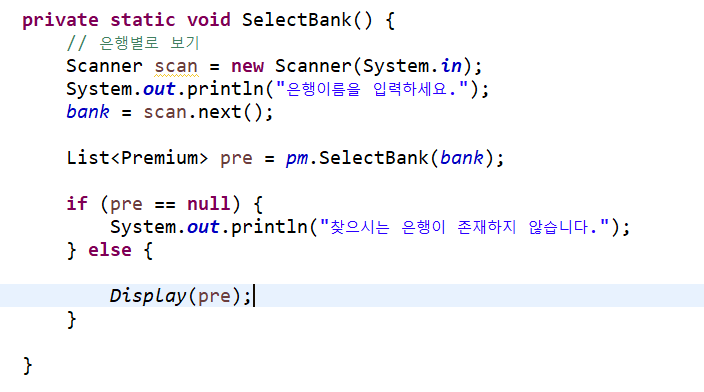 private static void SelectBank() {
// 은행별로 보기
Scanner scan = new Scanner(System.in);
System.out.println("은행이름을 입력하세요.");
bank = scan.next();
List<Premium> pre = pm.SelectBank(bank);
if (pre == null) {
System.out.println("찾으시는 은행이 존재하지 않습니다.");
} else {
Display(pre);
}
}